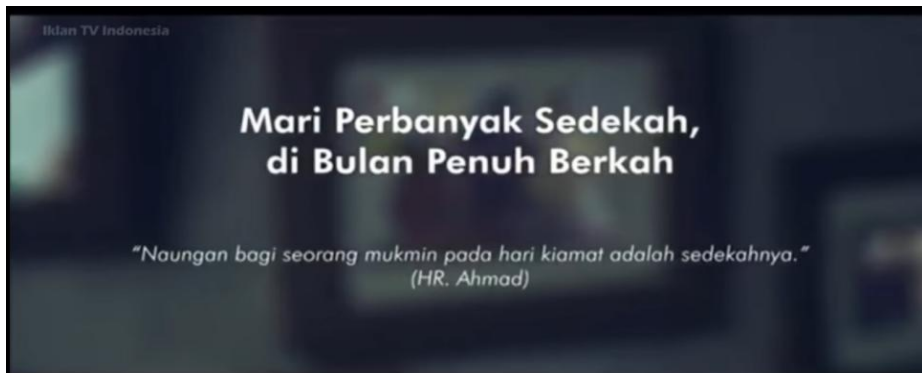 Iklan TV Indonesia
Mari Perbanyak Sedekah,
di Bulan Penuh Berkah
"Naungan bagi seorang mukmin pada hari kiamat adalah sedekahnya."
(HR. Ahmad)